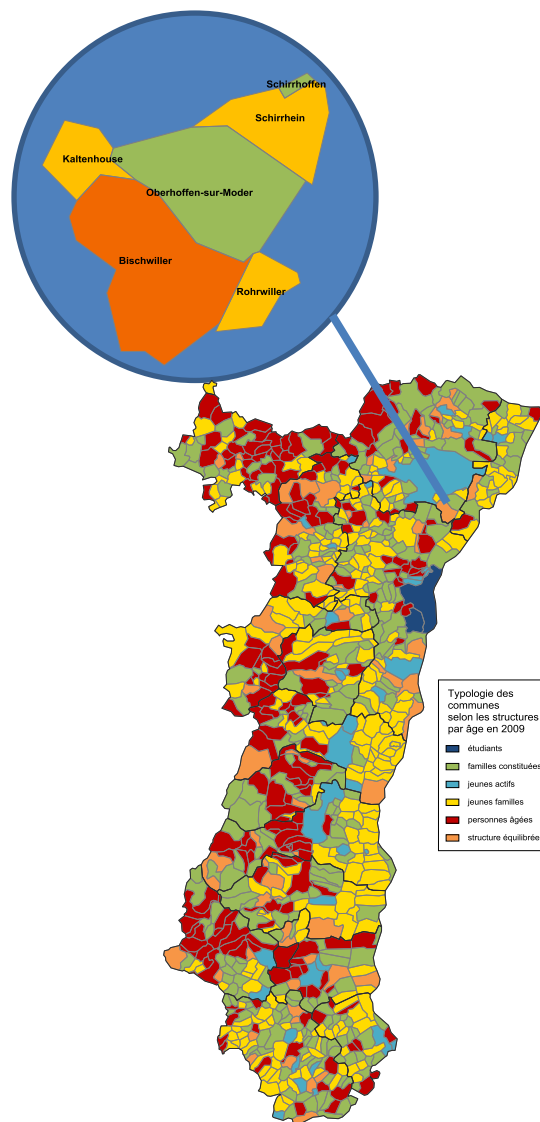 Schirrhoffen
Schirrhein
Kaltenhouse
Oberhoffen-sur-Moder
Bischwiller
Rohrwiller
Typologie des
communes
selon les structures
par âge en 2009
étudiants
familles constituées
jeunes actifs
jeunes familles
personnes âgées
structure équilibrée